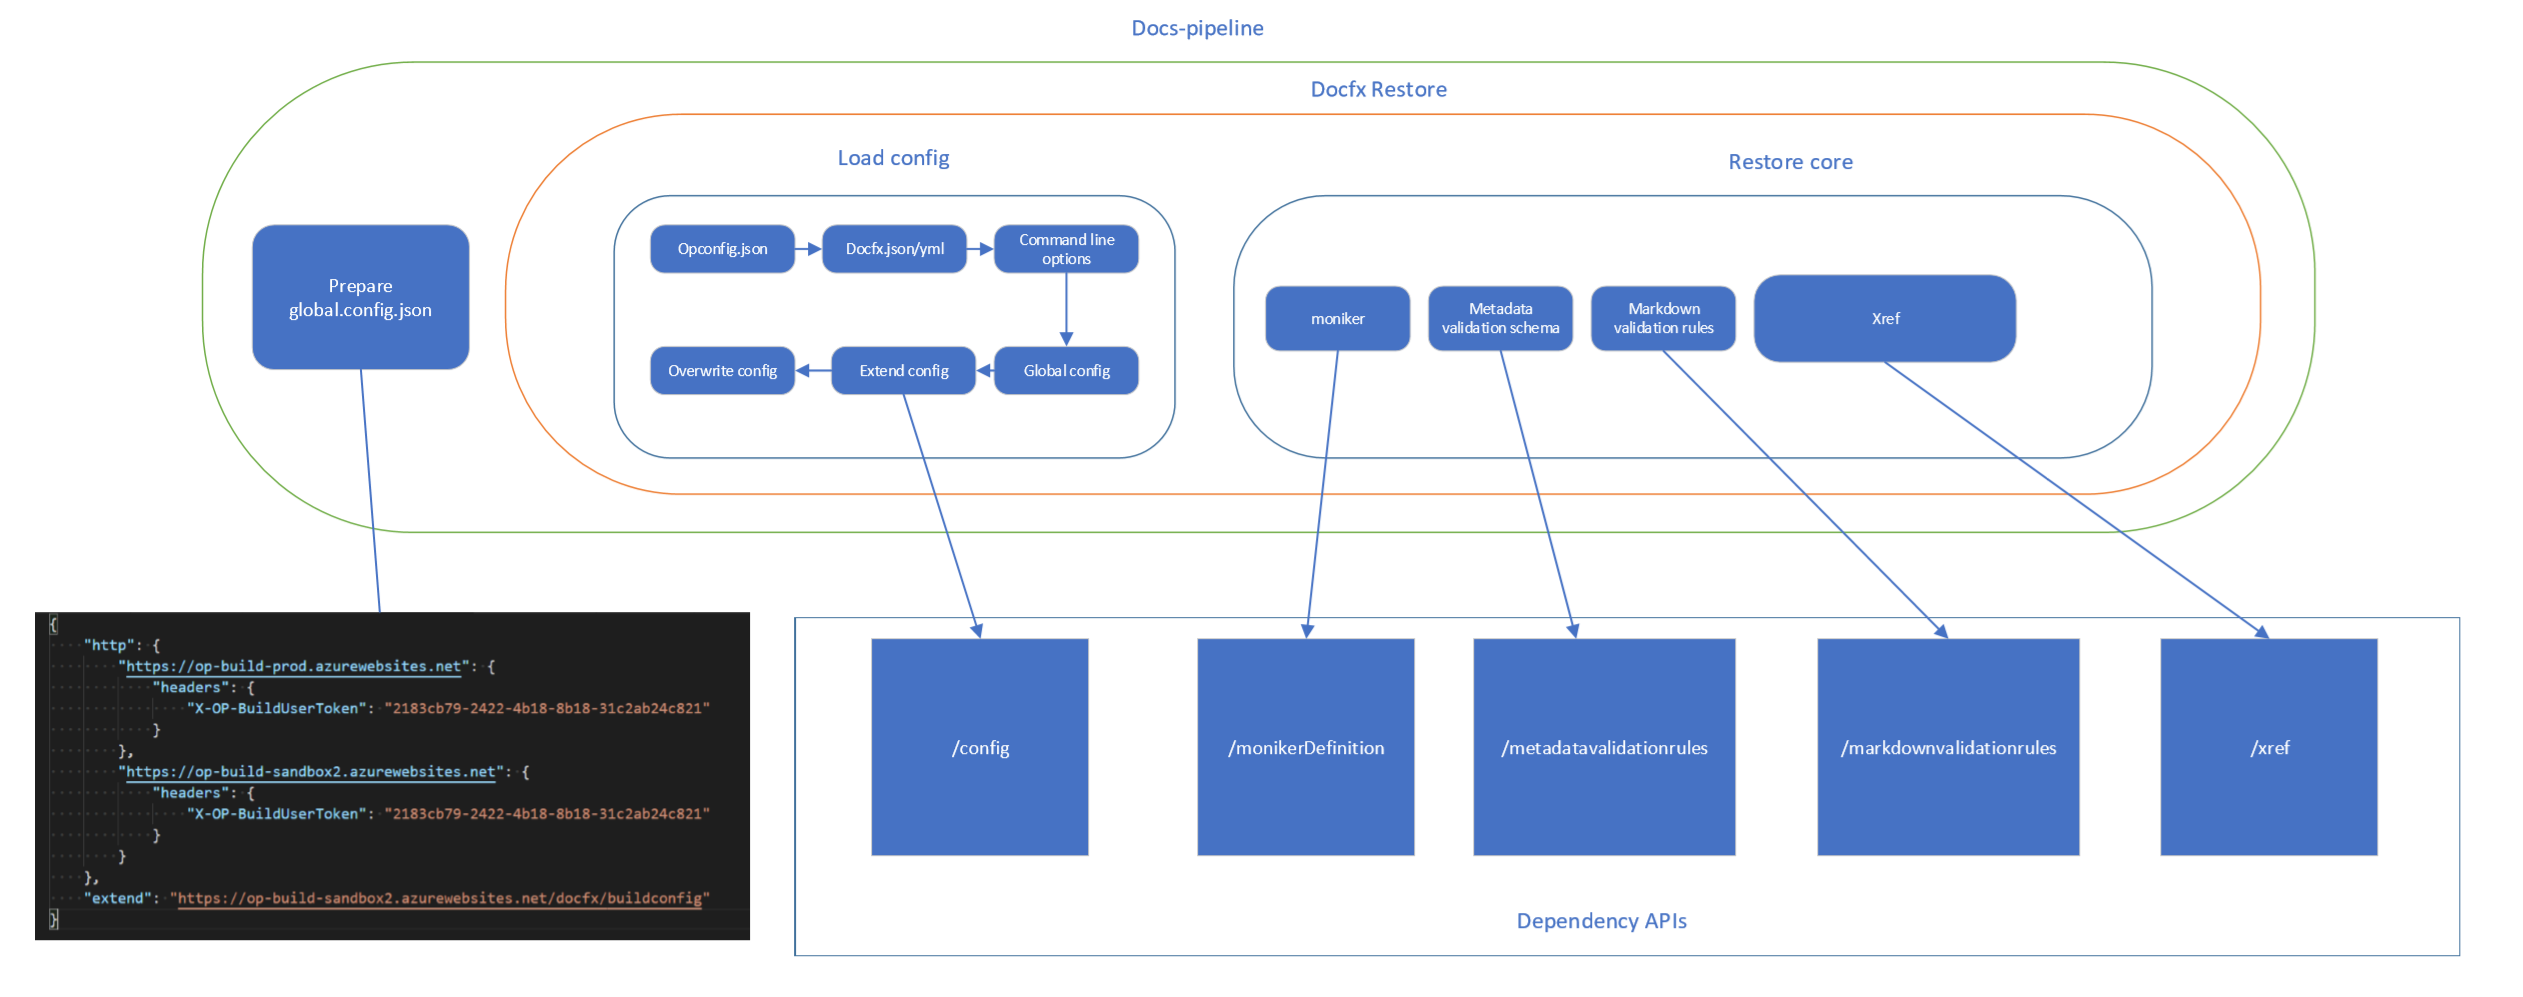 Docs-pipeline
Docfx Restore
Load config
Restore core
Prepare
global.config.json
Opconfig.json
Docfx.json/yml
Command line
options
Overwrite config
Extend config
Global config
moniker
Metadata
validation schema
Markdown
validation rules
Xref
{
"http": {
"https://op-build-prod.azurewebsites.net": {
"headers": {
"X-OP-BuildUserToken": "2183cb79-2422-4b18-8b18-31c2ab24c821"
}
},
"https://op-build-sandbox2.azurewebsites.net": {
"headers": {
"X-OP-BuildUserToken": "2183cb79-2422-4b18-8b18-31c2ab24c821"
}
}
},
"extend": "https://op-build-sandbox2.azurewebsites.net/docfx/buildconfig"
}
/config
/monikerDefinition
/metadatavalidationrules
/markdownvalidationrules
/xref
Dependency APIs